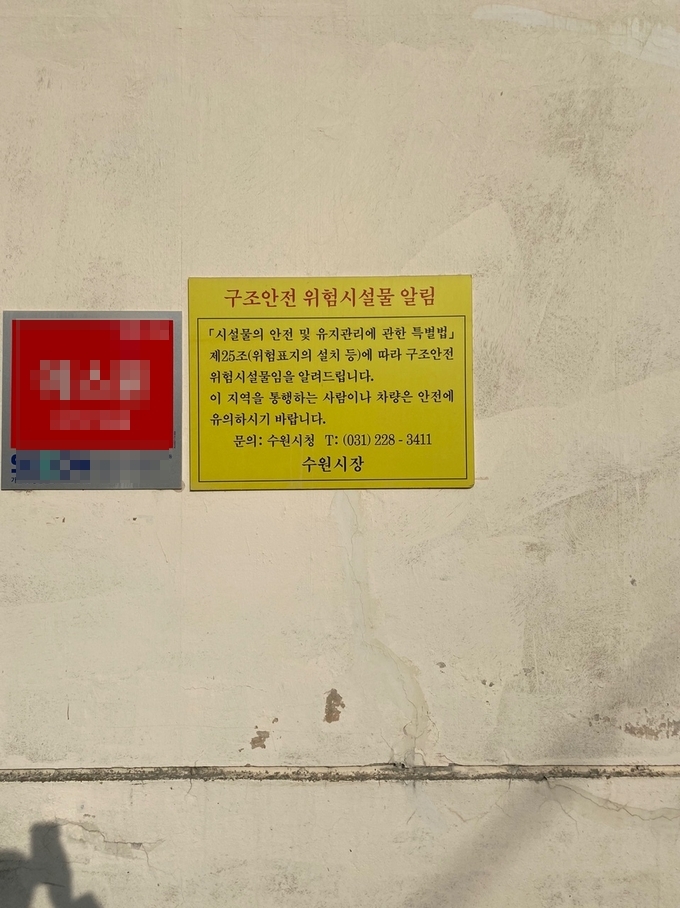 구조안전 위험시설물 알림
「시설물의 안전 및 유지관리에 관한 특별법」
제25조(위험표지의 설치 등)에 따라 구조안전
위험시설물임을 알려드립니다.
이 지역을 통행하는 사람이나 차량은 안전에
유의하시기 바랍니다.
문의: 수원시청 T: (031) 228 - 3411
수원시장